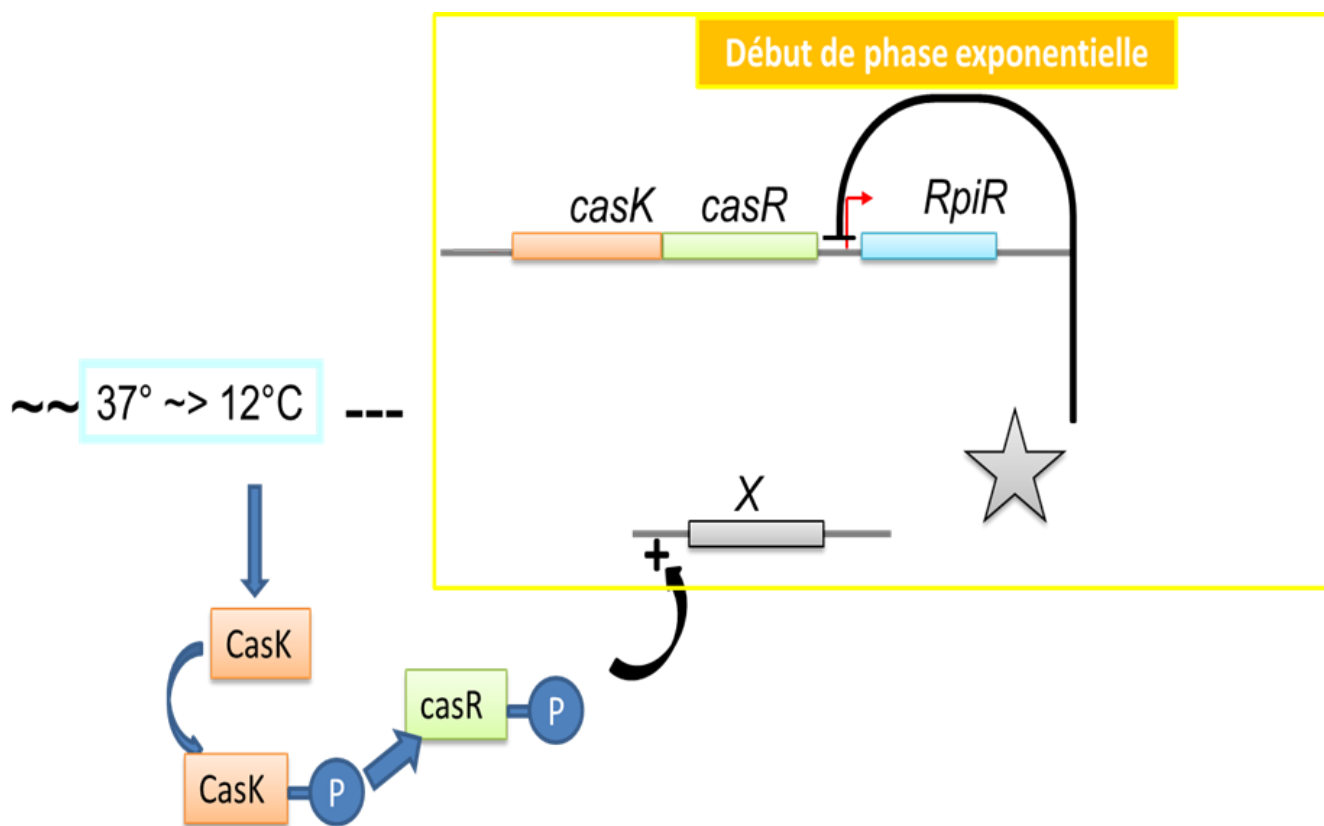 Début de phase exponentielle
casK casR RpiR
~~ 37° ~> 12°C ---
X
+
CasK
casR P
CasK P